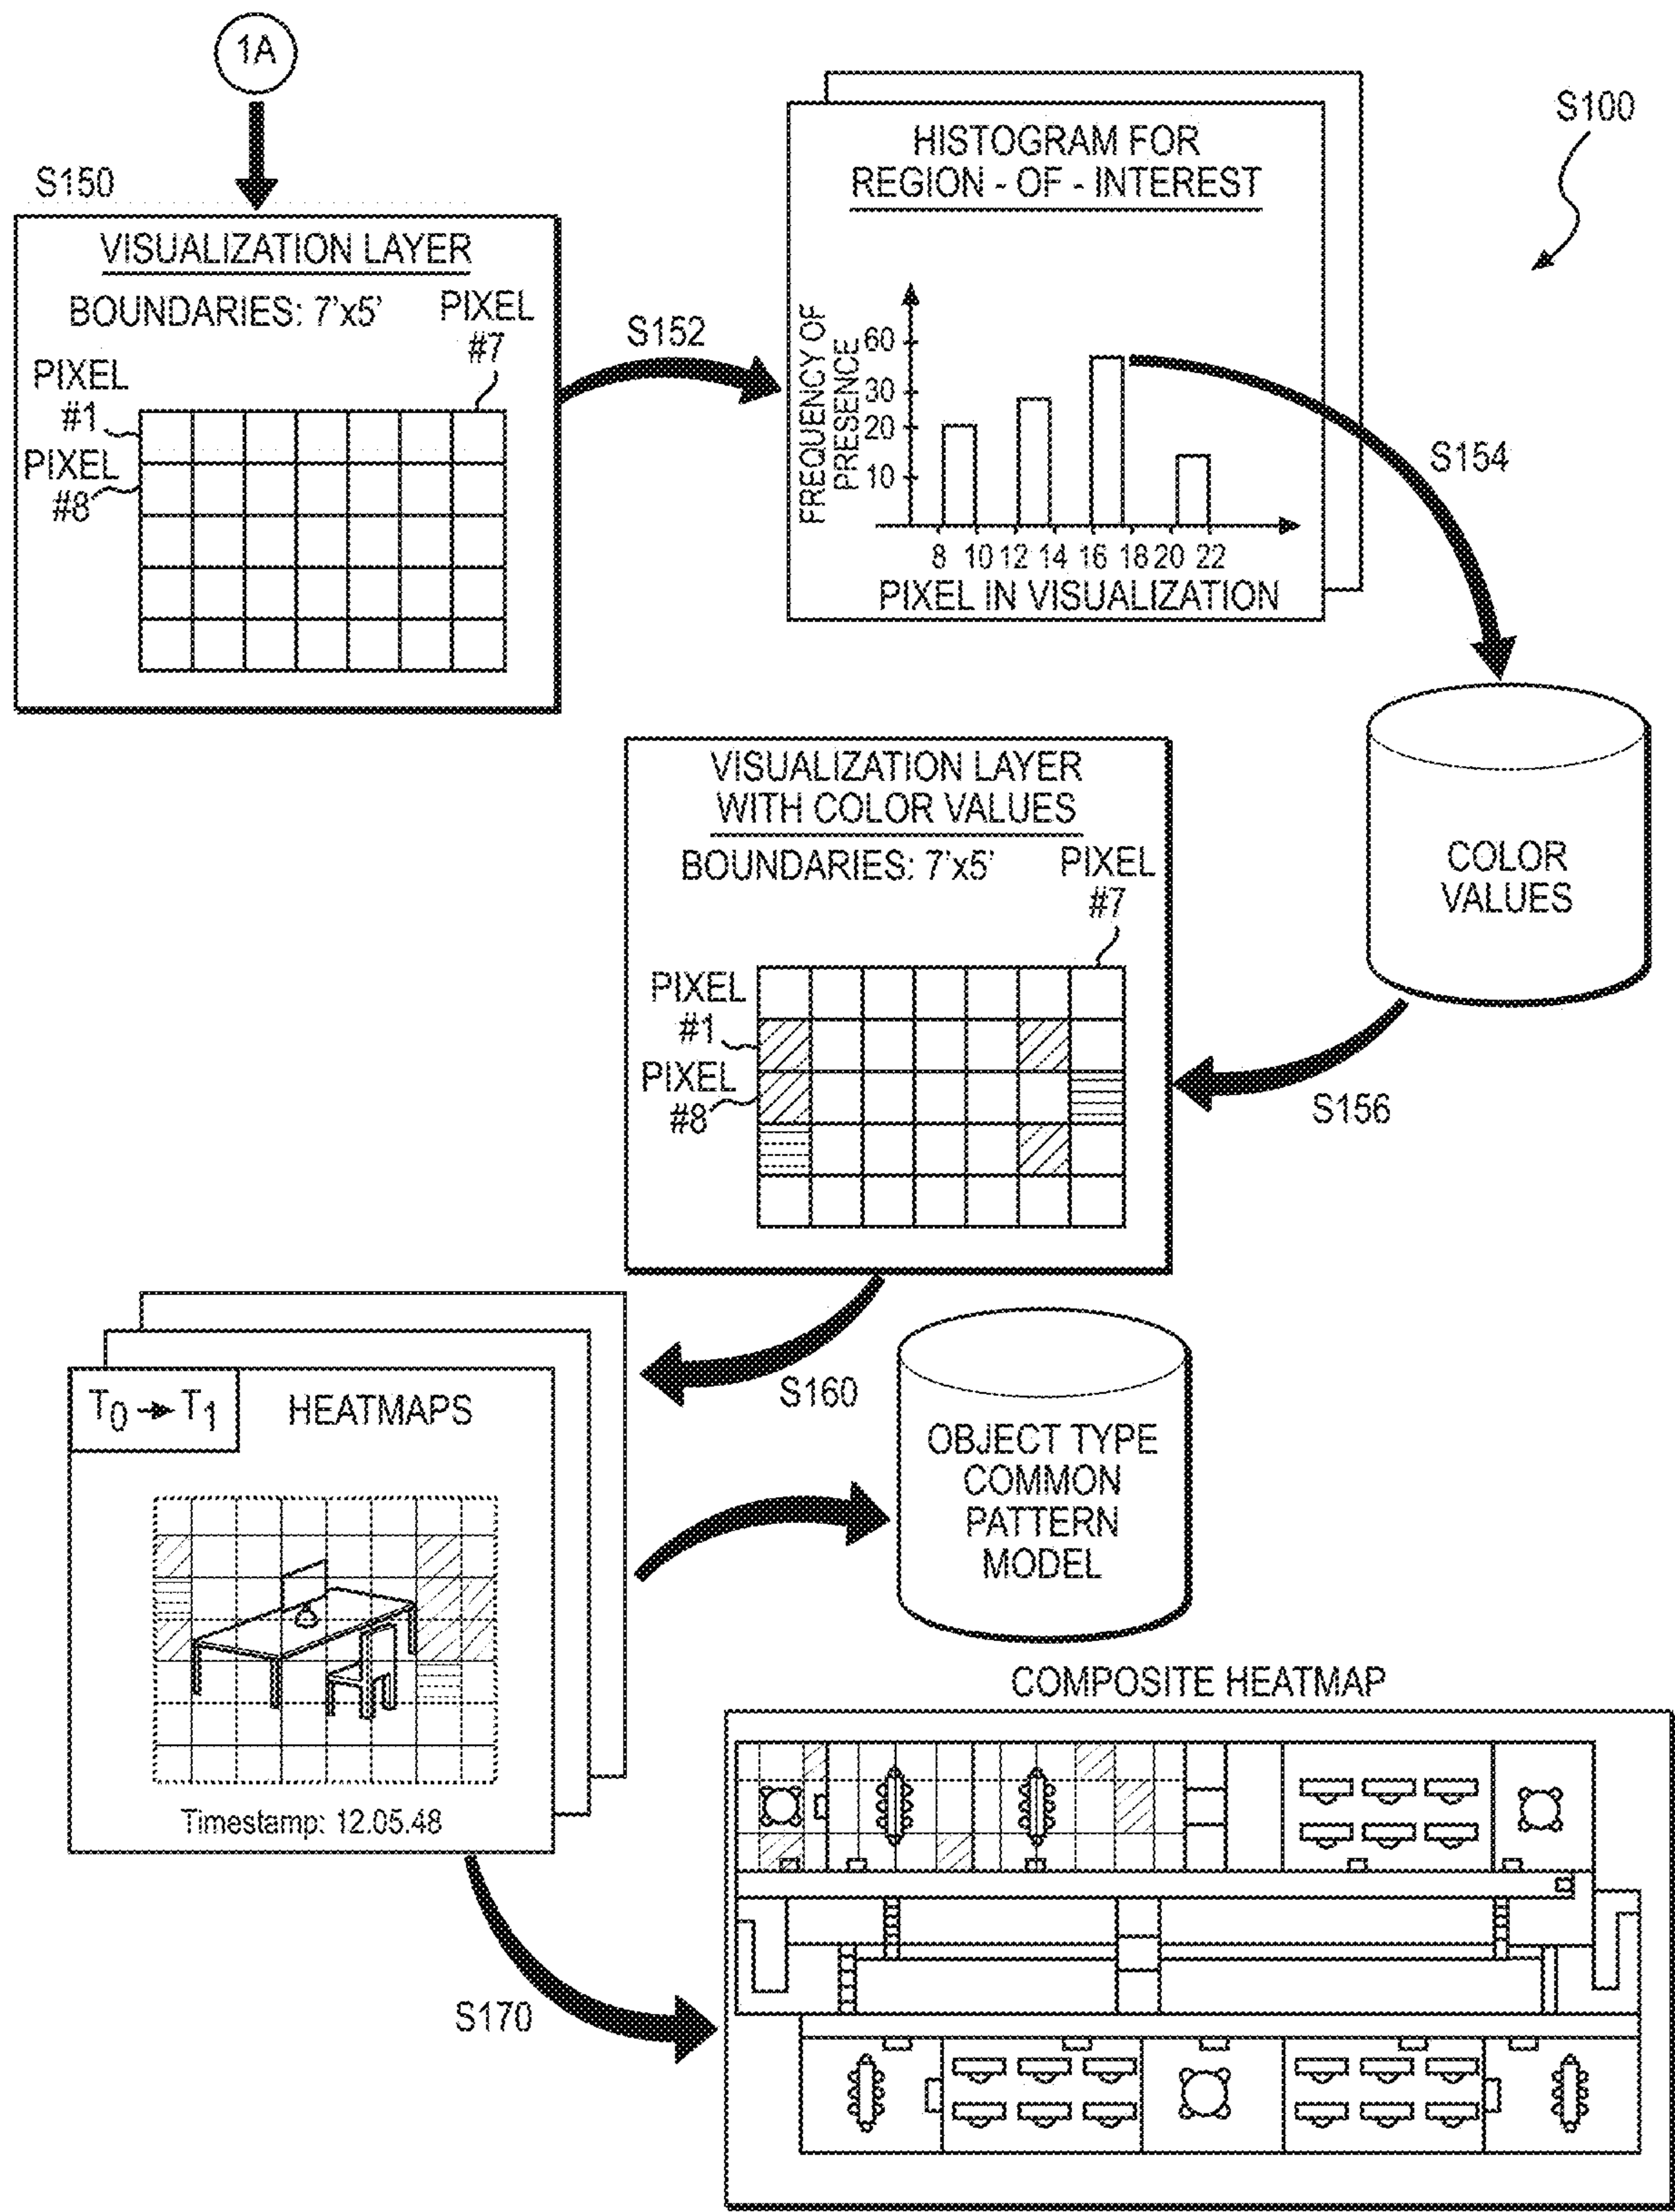 1A
S100
S150
VISUALIZATION LAYER
BOUNDARIES: 7'x5'
PIXEL
#7
PIXEL
#1
PIXEL
#8
S152
HISTOGRAM FOR
REGION - OF - INTEREST
FREQUENCY OF
PRESENCE
60
30
20
10
8 10 12 14 16 18 20 22
PIXEL IN VISUALIZATION
S154
COLOR
VALUES
VISUALIZATION LAYER
WITH COLOR VALUES
BOUNDARIES: 7'x5'
PIXEL
#7
PIXEL
#1
PIXEL
#8
S156
S160
T0 → T1
HEATMAPS
Timestamp: 12.05.48
OBJECT TYPE
COMMON
PATTERN
MODEL
S170
COMPOSITE HEATMAP